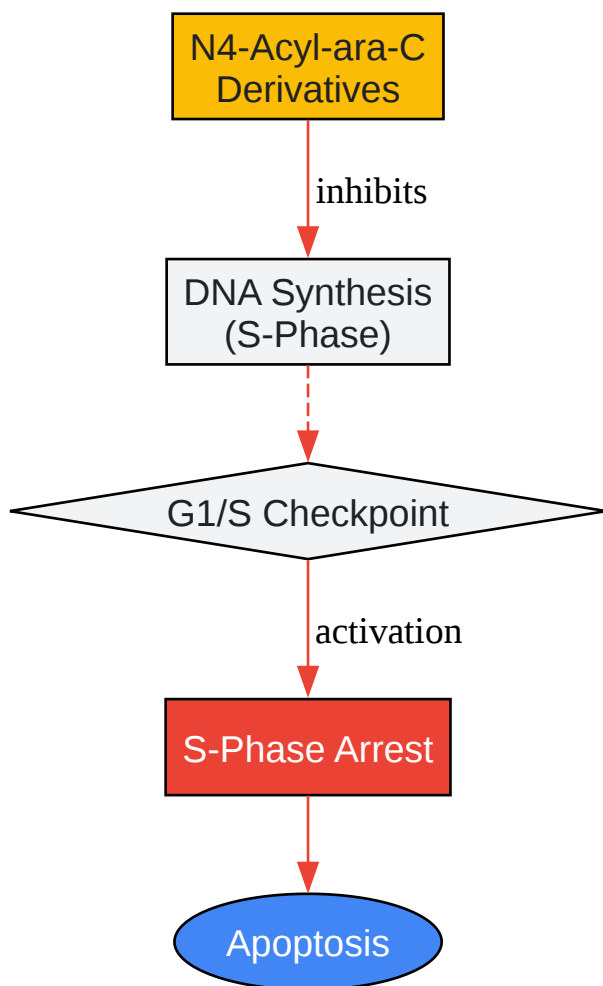 N4-Acyl-ara-C
Derivatives
inhibits
DNA Synthesis
(S-Phase)
G1/S Checkpoint
activation
S-Phase Arrest
Apoptosis